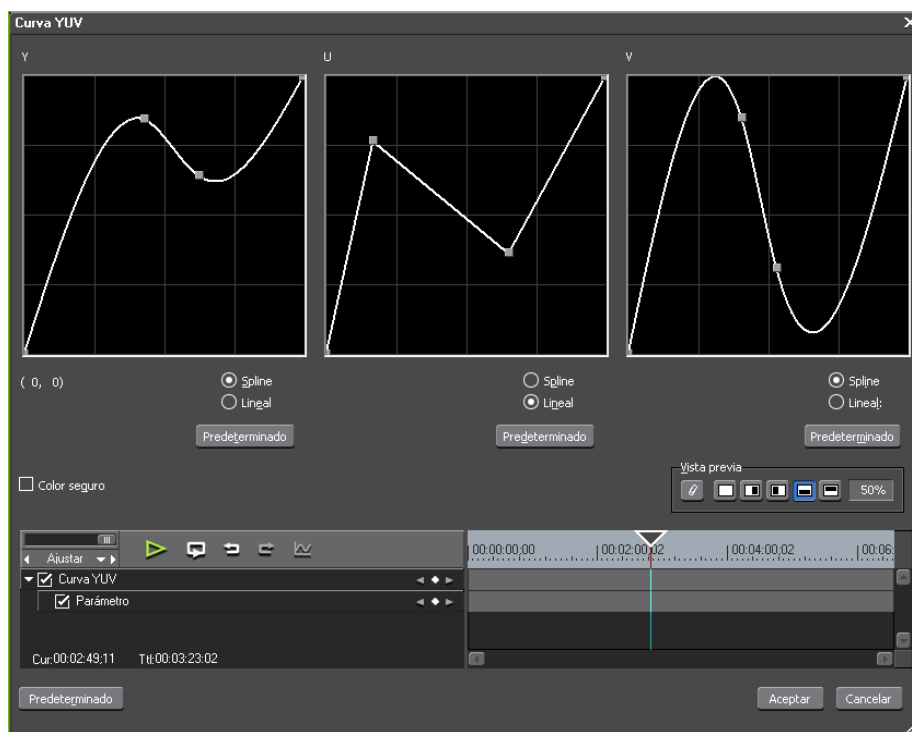 Curva YUV
Y U V
( 0, 0)
Spline Spline Spline
Lineal Lineal Lineal:
Predeterminado Predeterminado Predeterminado
Color seguro
Vista previa
50%
Ajustar
00:00:00;00 00:02:00;02 00:04:00;02 00:06:
Curva YUV
Parámetro
Cur:00:02:49;11 Ttl:00:03:23:02
Predeterminado Aceptar Cancelar